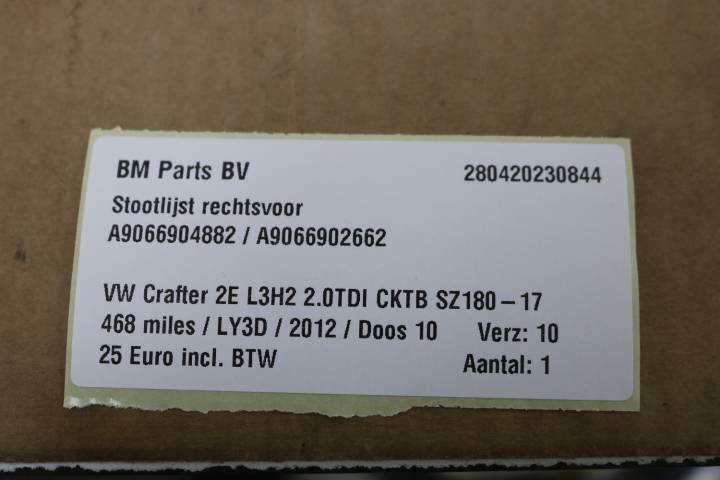 BM Parts BV 280420230844
Stootlijst rechtsvoor
A9066904882 / A9066902662
VW Crafter 2E L3H2 2.0TDI CKTB SZ180-17
468 miles / LY3D / 2012 / Doos 10 Verz: 10
25 Euro incl. BTW Aantal: 1